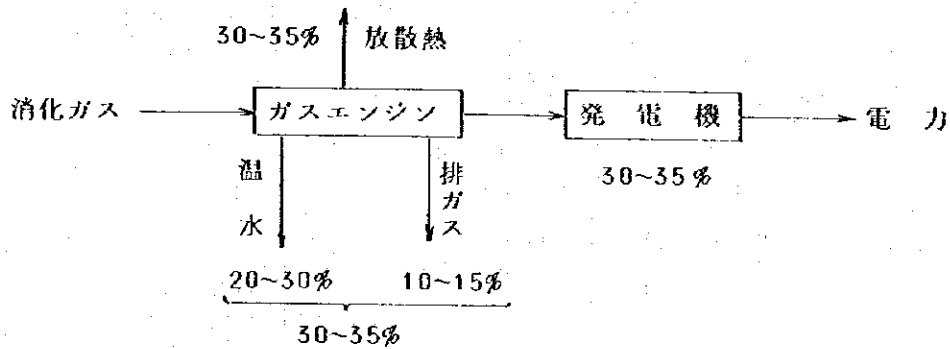 30~35% 放散熱
消化ガス ガスエンジン 発電機 電力
30~35%
温水
排ガス
20~30% 10~15%
30~35%